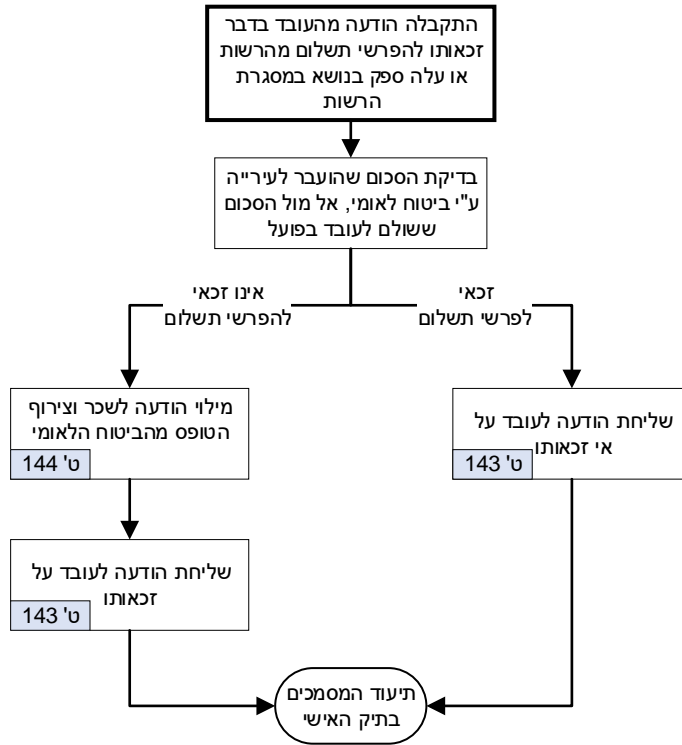 התקבלה הודעה מהעובד בדבר
זכאותו להפרשי תשלום מהרשות
או עלה ספק בנושא במסגרת
הרשות
בדיקת הסכום שהועבר לעירייה
ע"י ביטוח לאומי, אל מול הסכום
ששולם לעובד בפועל
זכאי
לפרשי תשלום
אינו זכאי
להפרשי תשלום
שליחת הודעה לעובד על
אי זכאותו
ט' 143
מילוי הודעה לשכר וצירוף
הטופס מהביטוח הלאומי
ט' 144
שליחת הודעה לעובד על
זכאותו
ט' 143
תיעוד המסמכים
בתיק האישי